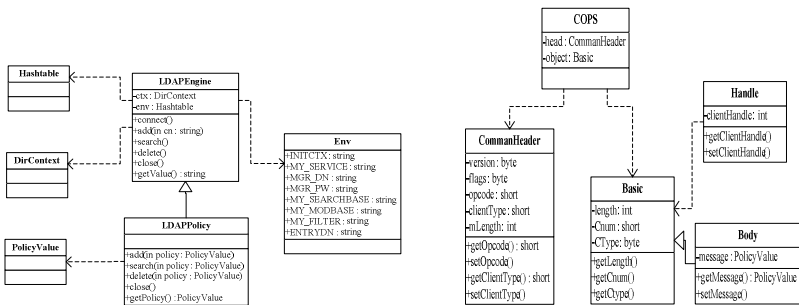 Hashtable
DirContext
PolicyValue
LDAPEngine
-ctx : DirContext
-env : Hashtable
+connect()
+add(in cn : string)
+search()
+delete()
+close()
+getValue() : string
LDAPPolicy
+add(in policy : PolicyValue)
+search(in policy : PolicyValue)
+delete(in policy : PolicyValue)
+close()
+getPolicy() : PolicyValue
Env
+INITCTX : string
+MY_SERVICE : string
+MGR_DN : string
+MGR_PW : string
+MY_SEARCHBASE : string
+MY_MODBASE : string
+MY_FILTER : string
+ENTRYDN : string
COPS
-head : CommanHeader
-object: Basic
CommanHeader
-version: byte
-flags: byte
-opcode: short
-clientType: short
-mLength: int
+getOpcode() : short
+setOpcode()
+getClientType() : short
+setClientType()
Basic
-length: int
-Cnum: short
-CType: byte
+getLength()
+getCnum()
+getCtype()
Handle
-clientHandle: int
+getClientHandle()
+setClientHandle()
Body
-message : PolicyValue
+getMessage() : PolicyValue
+setMessage()